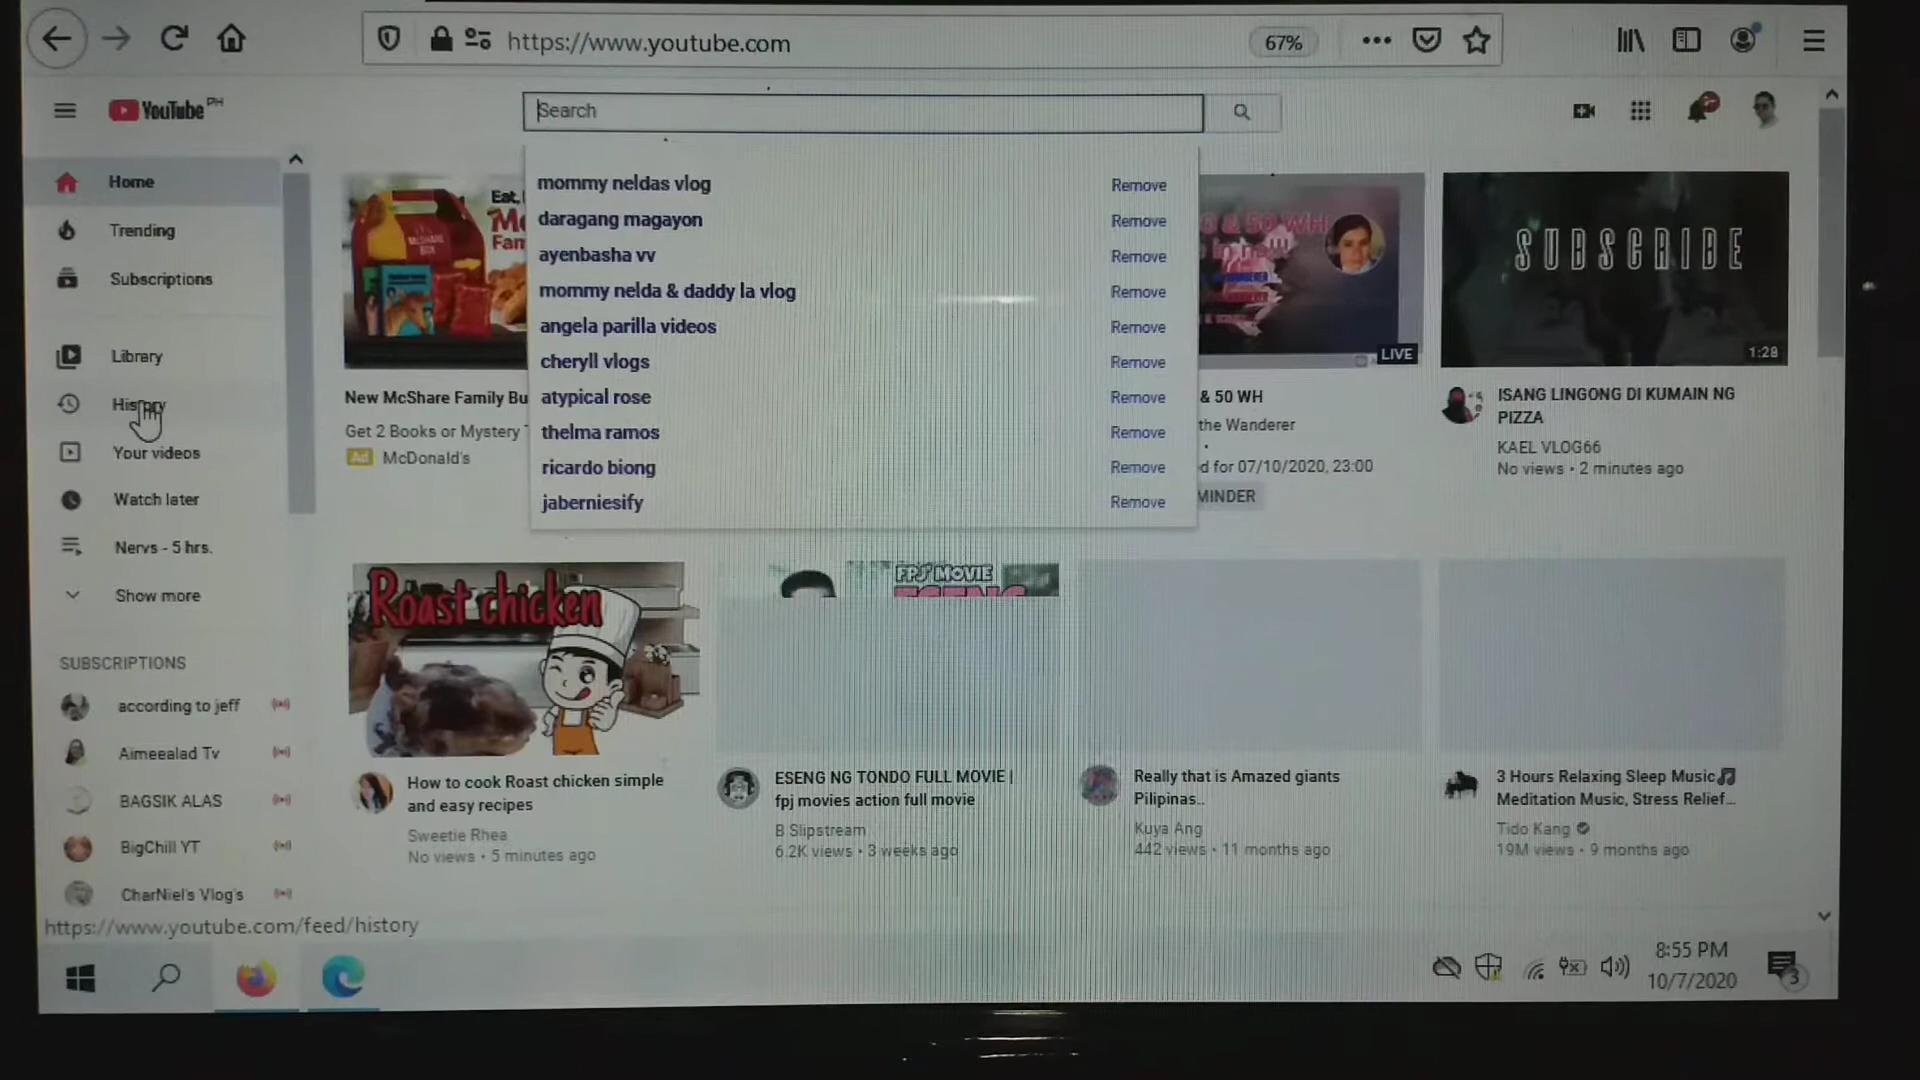 https://www.youtube.com
67%
YouTube PH
Search
Home
Trending
Subscriptions
Library
History
Your videos
Watch later
Nervs - 5 hrs.
Show more
SUBSCRIPTIONS
according to jeff
Aimeealad Tv
BAGSIK ALAS
BigChill YT
CharNiel's Vlog's
mommy neldas vlog Remove
daragang magayon Remove
ayenbasha vv Remove
mommy nelda & daddy la vlog Remove
angela parilla videos Remove
cheryll vlogs Remove
atypical rose Remove
thelma ramos Remove
ricardo biong Remove
jaberniesify Remove
Eat,
Fam
McSHARE
BOX
New McShare Family Bu
Get 2 Books or Mystery
Ad McDonald's
& 50 WH
LIVE
& 50 WH
the Wanderer
d for 07/10/2020, 23:00
MINDER
SUBSCRIBE
1:28
ISANG LINGONG DI KUMAIN NG
PIZZA
KAEL VLOG66
No views • 2 minutes ago
Roast chicken
How to cook Roast chicken simple
and easy recipes
Sweetie Rhea
No views • 5 minutes ago
FPJ MOVIE
ESENG NG TONDO FULL MOVIE |
fpj movies action full movie
B Slipstream
6.2K views • 3 weeks ago
Really that is Amazed giants
Pilipinas..
Kuya Ang
442 views • 11 months ago
3 Hours Relaxing Sleep Music🎵
Meditation Music, Stress Relief...
Tido Kang
19M views • 9 months ago
https://www.youtube.com/feed/history
8:55 PM
10/7/2020
3